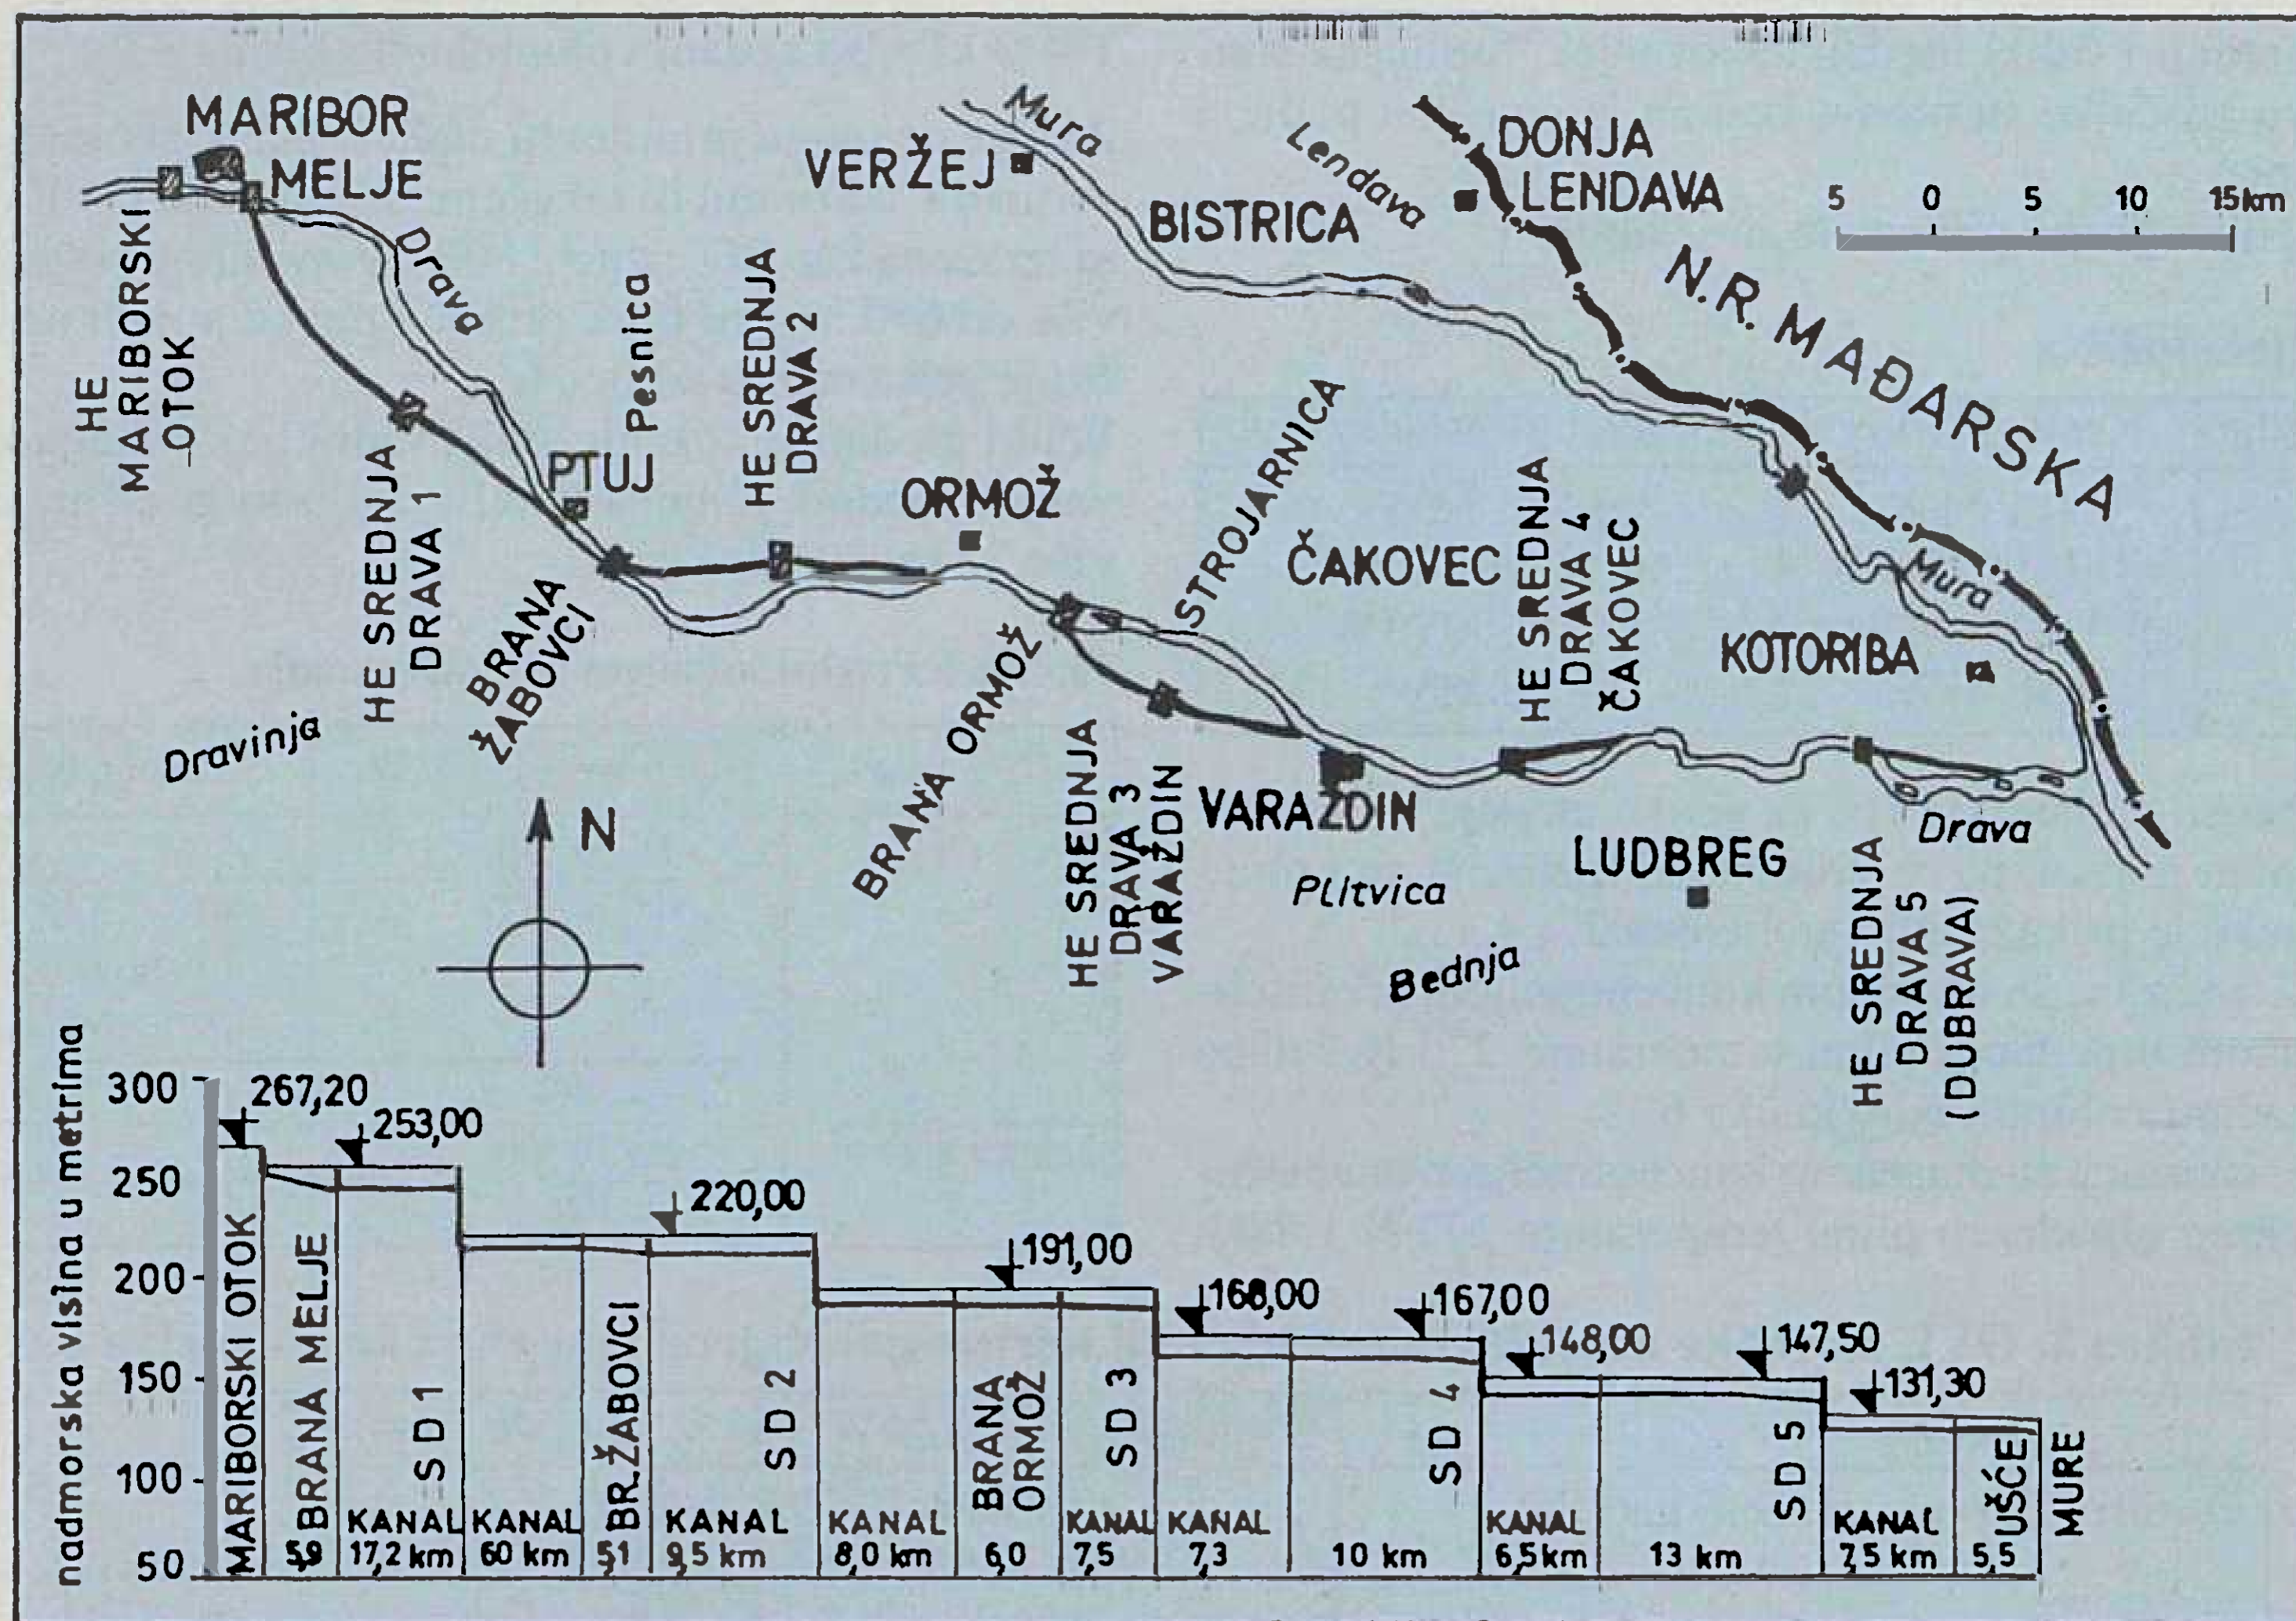 MARIBOR
MELJE
HE
MARIBORSKI
OTOK
Drava
HE SREDNJA
DRAVA 1
PTUJ
Pesnica
BRANA
ŽABOVCI
Dravinja
HE SREDNJA
DRAVA 2
ORMOŽ
BRANA ORMOŽ
VERŽEJ
Mura
BISTRICA
Lendava
DONJA
LENDAVA
5 0 5 10 15km
N.R. MAĐARSKA
STROJARNICA
ČAKOVEC
HE SREDNJA
DRAVA 4
ČAKOVEC
Mura
KOTORIBA
HE SREDNJA
DRAVA 3
VARAŽDIN
VARAŽDIN
Plitvica
Bednja
LUDBREG
Drava
HE SREDNJA
DRAVA 5
(DUBRAVA)
N
nadmorska visina u metrima
300
250
200
150
100
50
267,20
253,00
220,00
191,00
168,00
167,00
148,00
147,50
131,30
MARIBORSKI OTOK
BRANA MELJE
SD 1
BR.ŽABOVCI
SD 2
BRANA
ORMOŽ
SD 3
SD 4
SD 5
UŠĆE
MURE
KANAL KANAL KANAL KANAL KANAL KANAL KANAL KANAL
5,9 17,2 km 60 km 5,1 9,5 km 8,0 km 6,0 7,5 7,3 10 km 6,5km 13 km 7,5 km 5,5